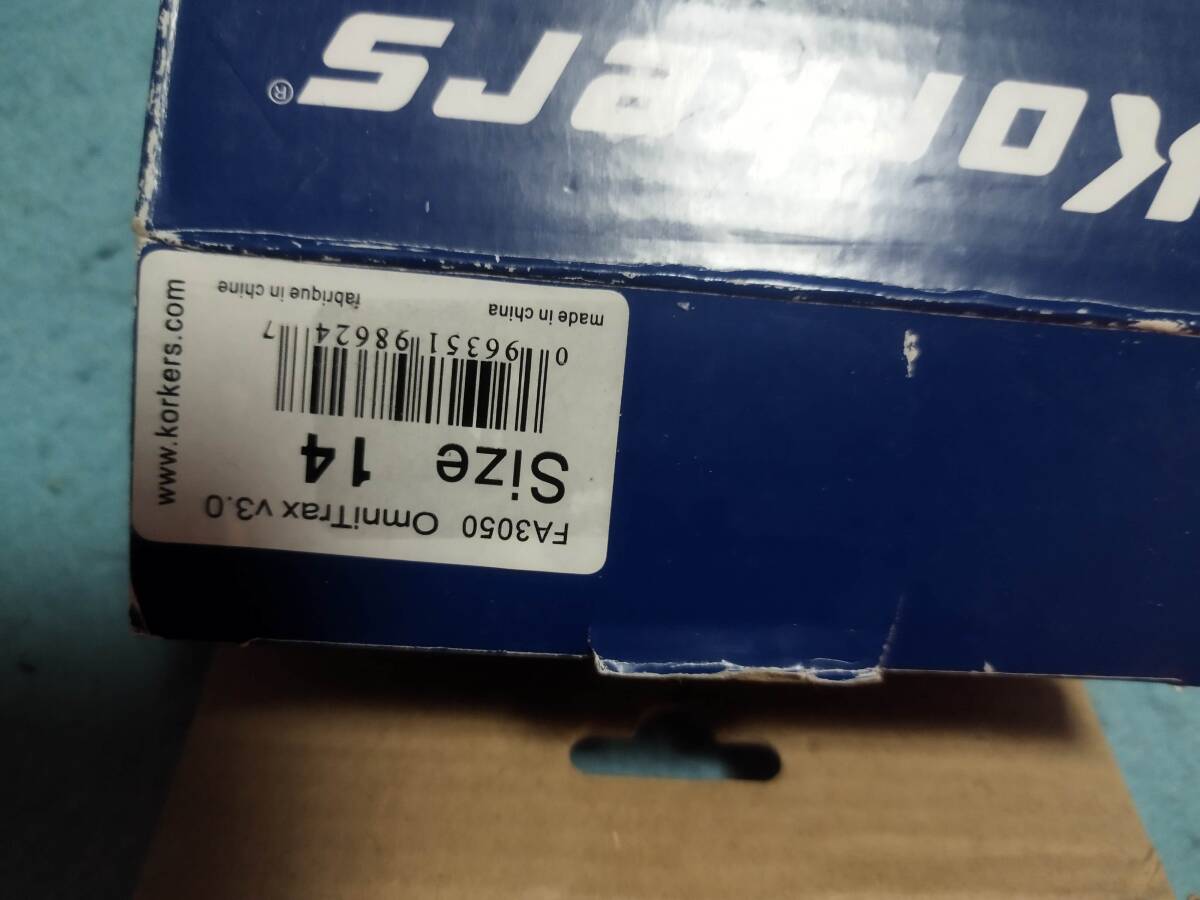 FA3050 OmniTrax v3.0
Size 14
0 96351 98624 7
made in china fabrique in chine
www.korkers.com
Korkers®